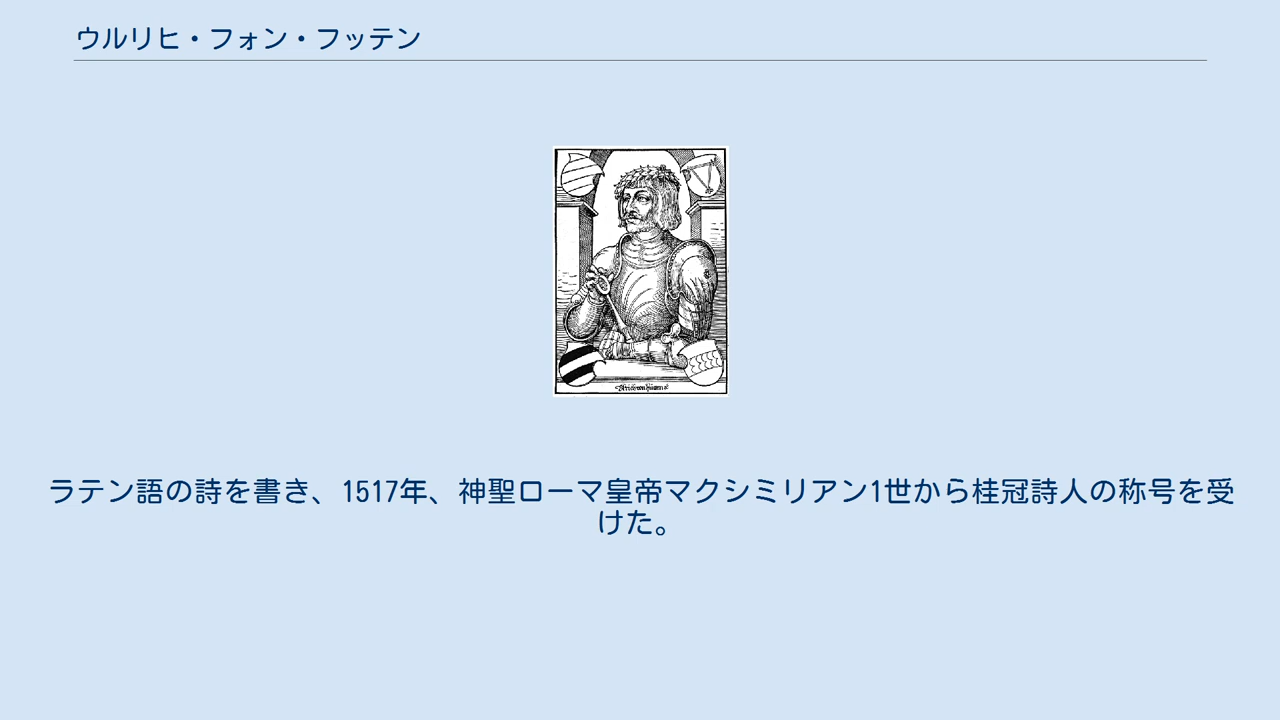 ウルリヒ・フォン・フッテン
ラテン語の詩を書き、1517年、神聖ローマ皇帝マクシミリアン1世から桂冠詩人の称号を受
けた。